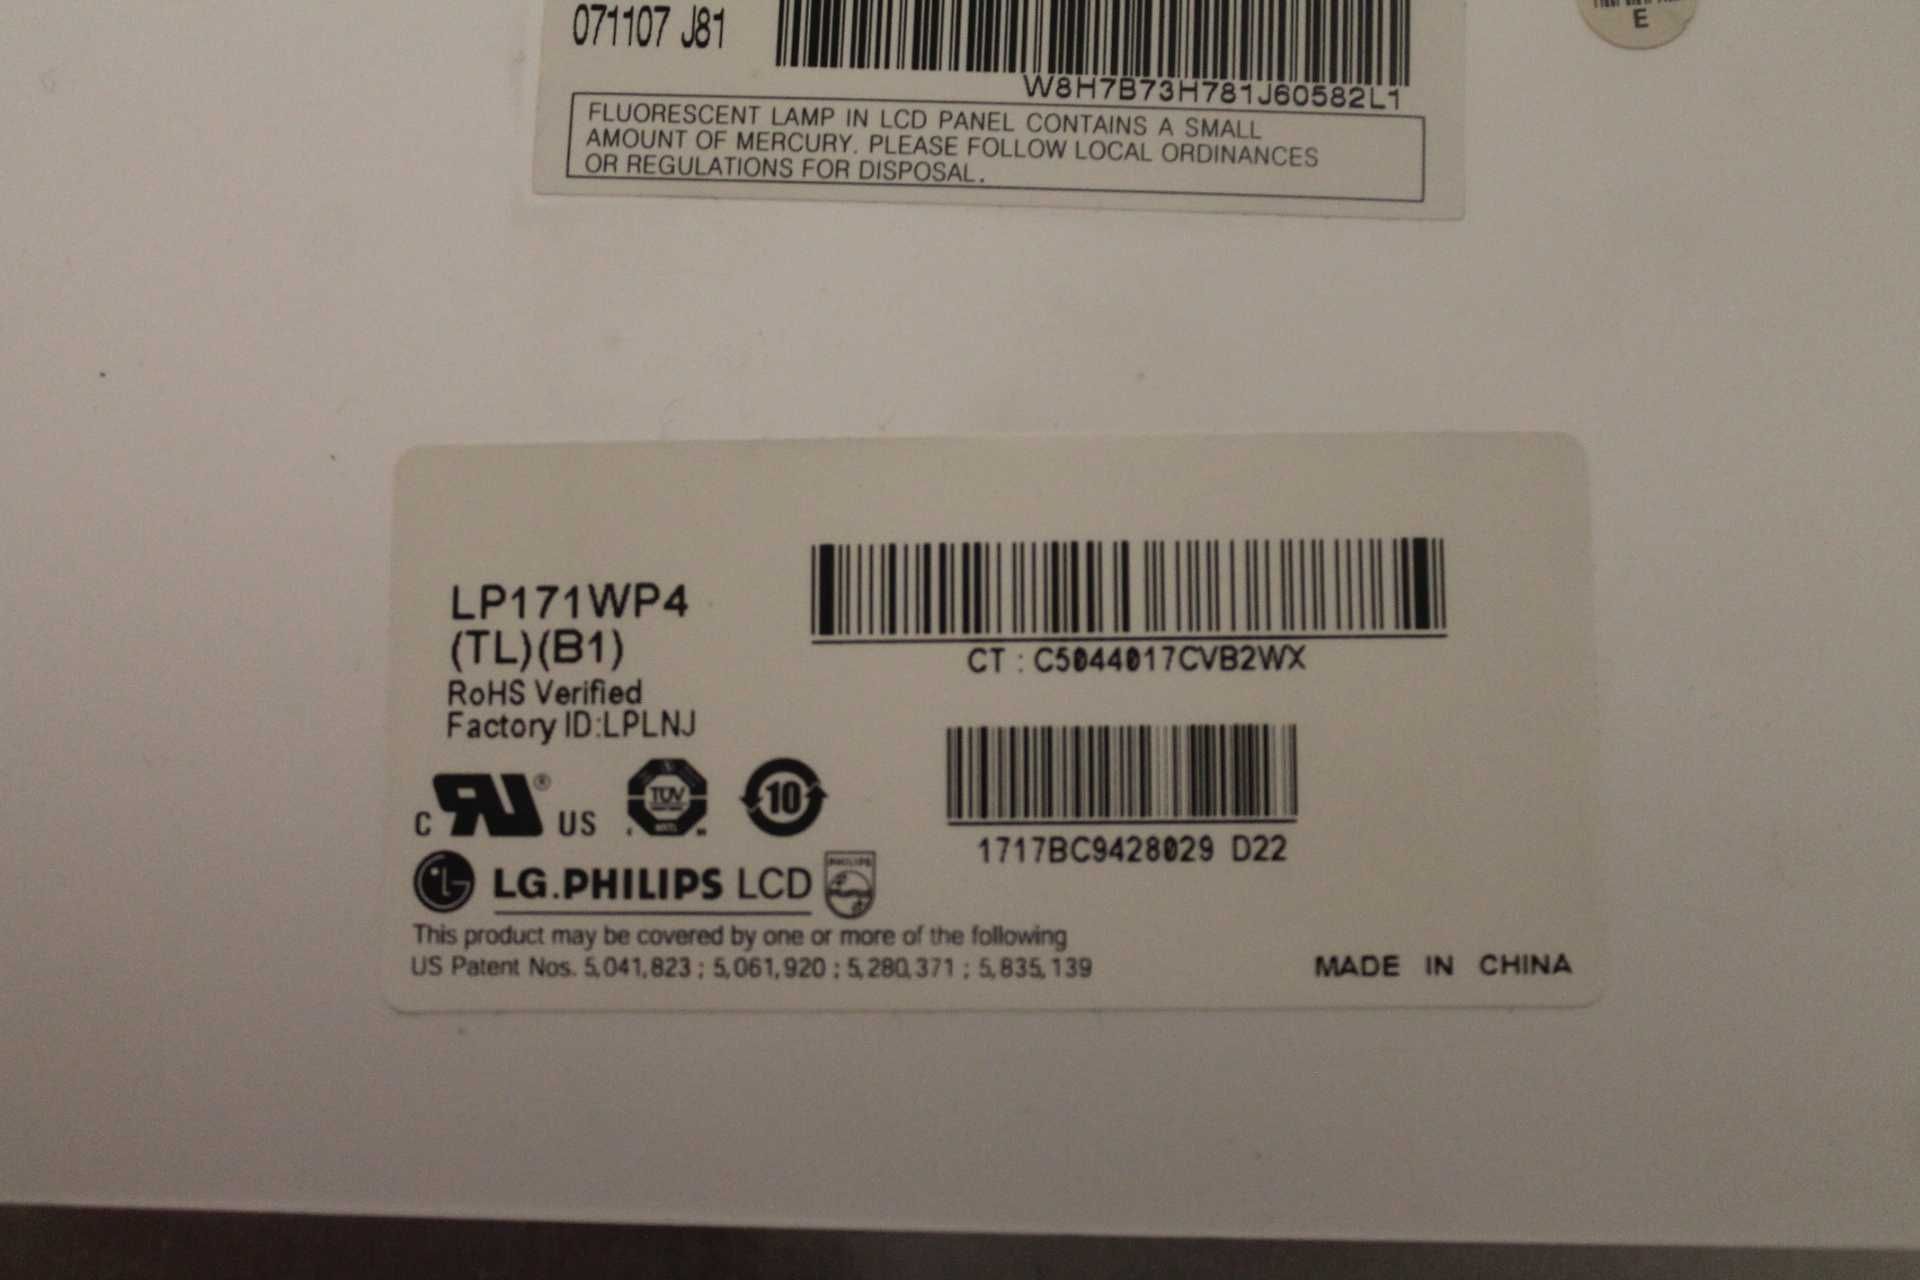 071107 J81
W8H7B73H781J60582L1
E
FLUORESCENT LAMP IN LCD PANEL CONTAINS A SMALL
AMOUNT OF MERCURY. PLEASE FOLLOW LOCAL ORDINANCES
OR REGULATIONS FOR DISPOSAL.
LP171WP4
(TL)(B1)
RoHS Verified
Factory ID:LPLNJ
CT : C5044017CVB2WX
C RU ® US
TÜV
10
1717BC9428029 D22
LG.PHILIPS LCD
PHILIPS
This product may be covered by one or more of the following
US Patent Nos. 5,041,823 ; 5,061,920 ; 5,280,371 ; 5,835,139
MADE IN CHINA